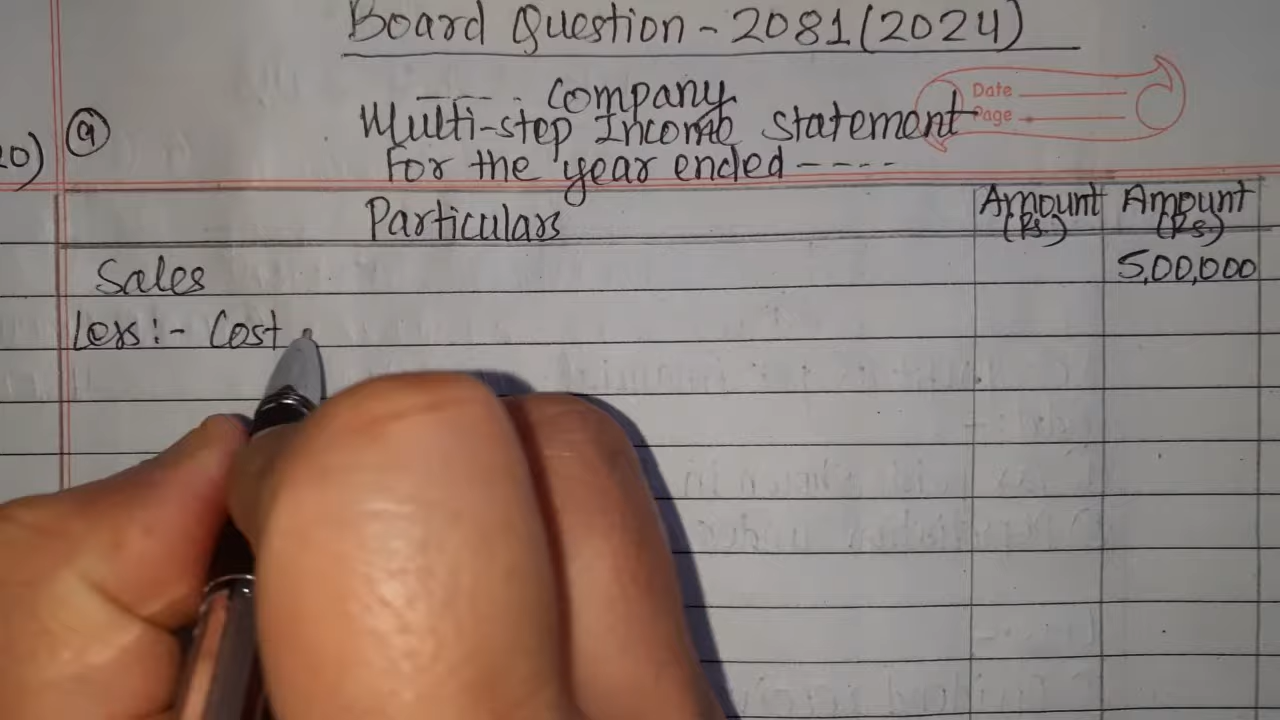 Board Question - 2081 (2024)
Date
Page
---- Company
20) a Multi-step Income statement
For the year ended ----
Particulars Amount (Rs.) Amount (Rs.)
Sales 5,00,000
Less:- Cost